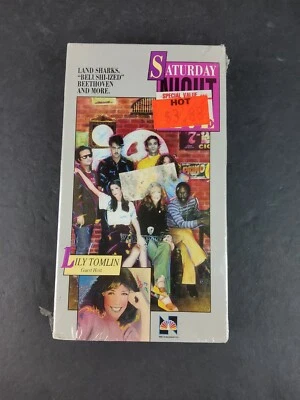 LAND SHARKS.
"BELUSHI-IZED"
BEETHOVEN
AND MORE.
SATURDAY
NIGHT
SPECIAL VALUE
HOT
LILY TOMLIN
Guest Host